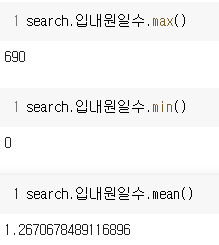 1 search.입내원일수.max()
690
1 search.입내원일수.min()
0
1 search.입내원일수.mean()
1.2670678489116896